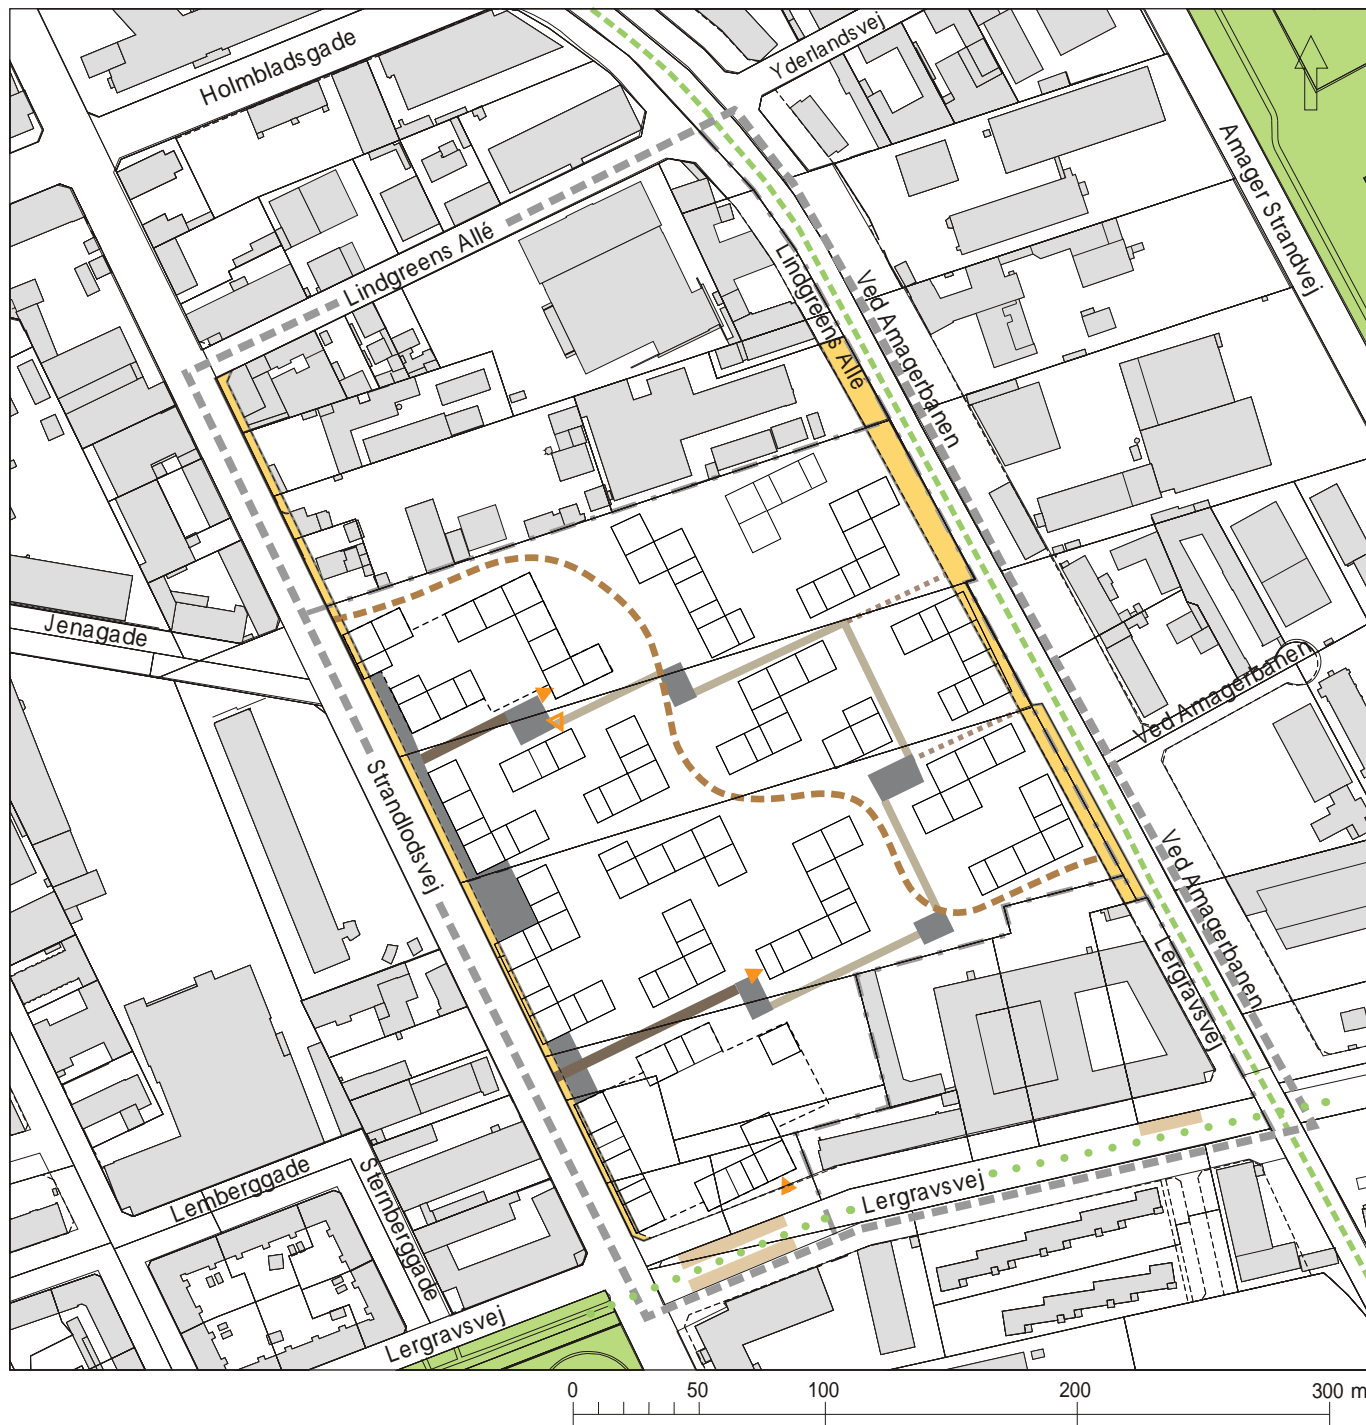 Holmbladsgade
Yderlandsvej
Amager Strandvej
Lindgreens Allé
Lindgreens Allé
Ved Amagerbanen
Jenagade
Ved Amagerbanen
Strandlodsvej
Ved Amagerbanen
Lergravsvej
Lemberggade
Sternberggade
Lergravsvej
Lergravsvej
0 50 100 200 300 m